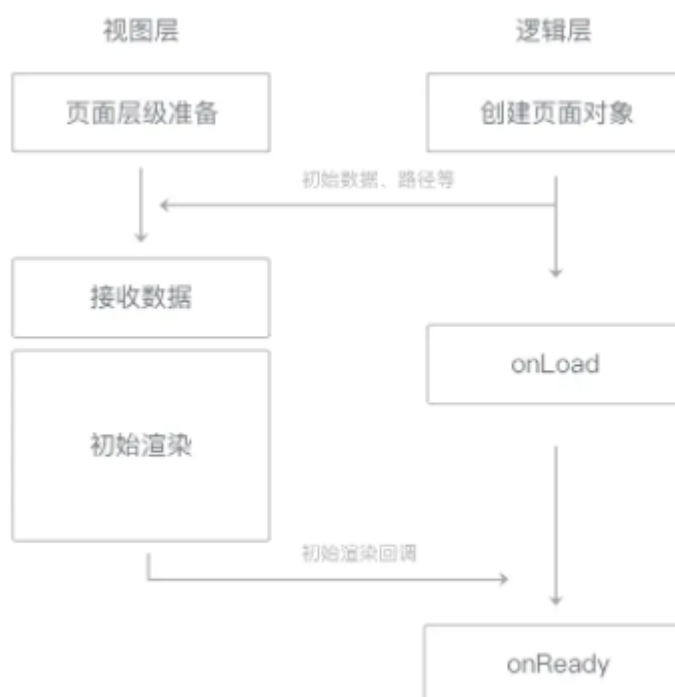 视图层
逻辑层
页面层级准备
创建页面对象
初始数据、路径等
接收数据
onLoad
初始渲染
初始渲染回调
onReady